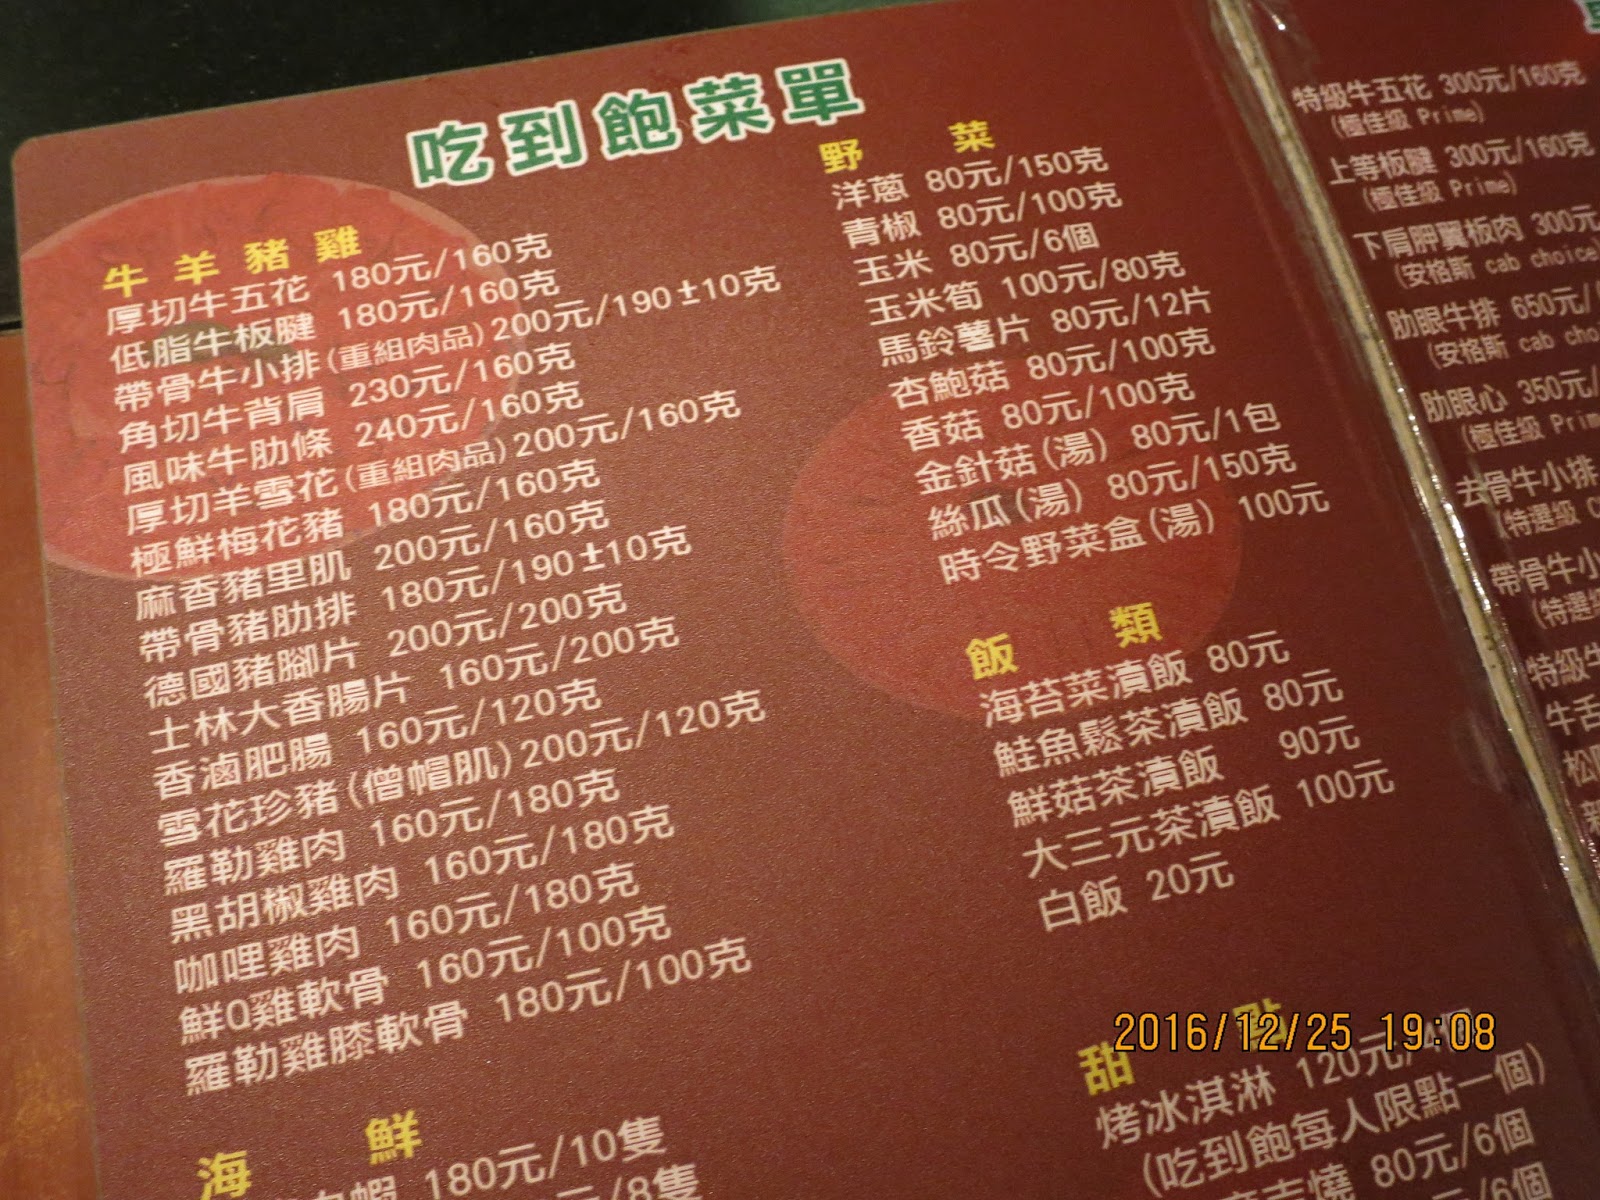 吃到飽菜單
牛羊豬雞
厚切牛五花 180元/160克
低脂牛板腱 180元/160克
帶骨牛小排(重組肉品)200元/190±10克
角切牛背肩 230元/160克
風味牛肋條 240元/160克
厚切羊雪花(重組肉品)200元/160克
極鮮梅花豬 180元/160克
麻香豬里肌 200元/160克
帶骨豬肋排 180元/190±10克
德國豬腳片 200元/200克
士林大香腸片 160元/200克
香滷肥腸 160元/120克
雪花珍豬(僧帽肌)200元/120克
羅勒雞肉 160元/180克
黑胡椒雞肉 160元/180克
咖哩雞肉 160元/180克
鮮Q雞軟骨 160元/100克
羅勒雞膝軟骨 180元/100克
海鮮
180元/10隻
/8隻
野菜
洋蔥 80元/150克
青椒 80元/100克
玉米 80元/6個
玉米筍 100元/80克
馬鈴薯片 80元/12片
杏鮑菇 80元/100克
香菇 80元/100克
金針菇(湯) 80元/1包
絲瓜(湯) 80元/150克
時令野菜盒(湯) 100元
飯類
海苔菜漬飯 80元
鮭魚鬆茶漬飯 80元
鮮菇茶漬飯 90元
大三元茶漬飯 100元
白飯 20元
甜點
烤冰淇淋 120元/4個
(吃到飽每人限點一個)
燒 80元/6個
/6個
特級牛五花 300元/160克
(極佳級 Prime)
上等板腱 300元/160克
(極佳級 Prime)
下肩胛翼板肉 300元
(安格斯 cab choice)
肋眼牛排 650元/
(安格斯 cab cho
肋眼心 350元/
(極佳級 Prim
去骨牛小排
(特選級 C
帶骨牛小
(特選級
特級牛
牛舌
松
2016/12/25 19:08